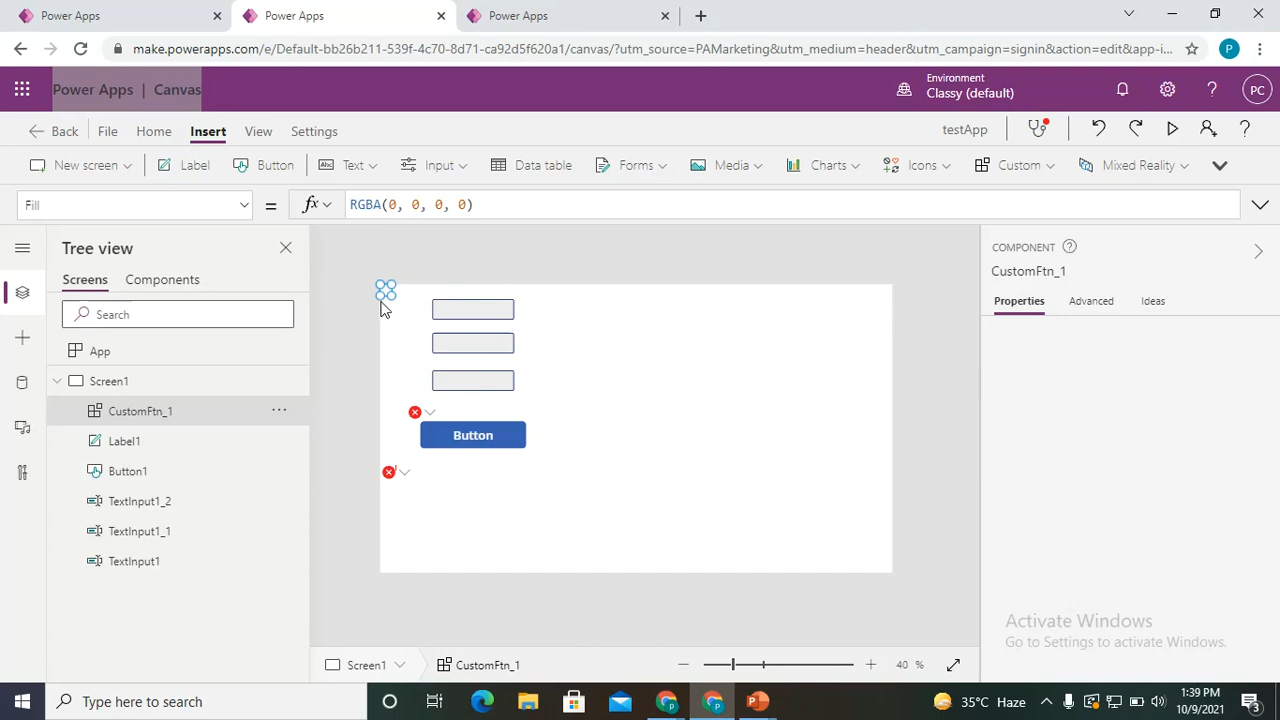 Power Apps
Power Apps
Power Apps
make.powerapps.com/e/Default-bb26b211-539f-4c70-8d71-ca92d5f620a1/canvas/?utm_source=PAMarketing&utm_medium=header&utm_campaign=signin&action=edit&app-i...
P
Power Apps | Canvas
Environment
Classy (default)
PC
Back
File
Home
Insert
View
Settings
testApp
New screen
Label
Button
Text
Input
Data table
Forms
Media
Charts
Icons
Custom
Mixed Reality
Fill
=
fx
RGBA(0, 0, 0, 0)
Tree view
Screens
Components
Search
App
Screen1
CustomFtn_1
Label1
Button1
TextInput1_2
TextInput1_1
TextInput1
Button
COMPONENT
CustomFtn_1
Properties
Advanced
Ideas
Activate Windows
Go to Settings to activate Windows.
Screen1
CustomFtn_1
40 %
Type here to search
35°C Haze
1:39 PM
10/9/2021
3